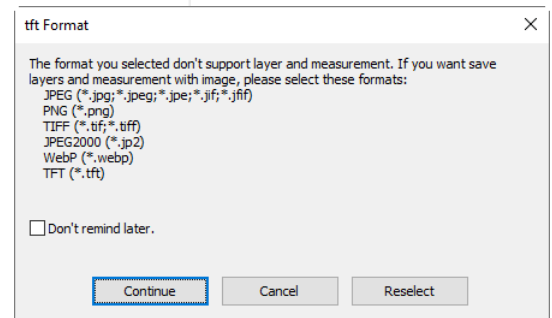 tft Format
The format you selected don't support layer and measurement. If you want save
layers and measurement with image, please select these formats:
JPEG (*.jpg;*.jpeg;*.jpe;*.jif;*.jfif)
PNG (*.png)
TIFF (*.tif;*.tiff)
JPEG2000 (*.jp2)
WebP (*.webp)
TFT (*.tft)
Don't remind later.
Continue Cancel Reselect